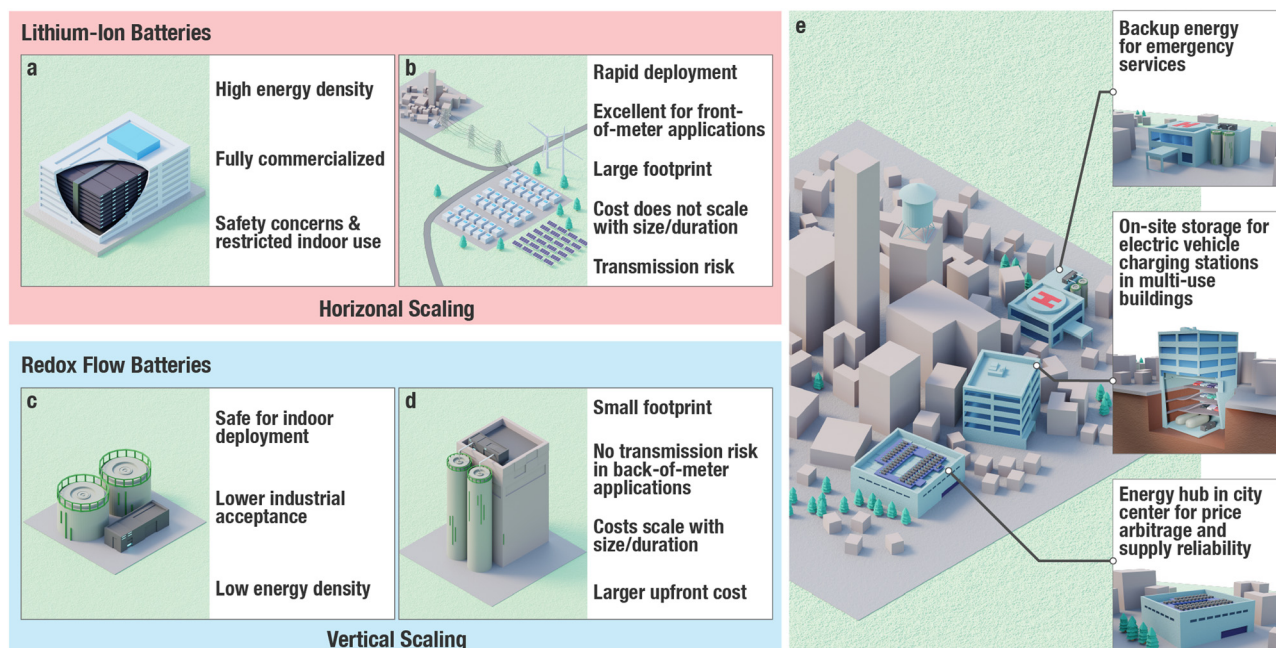 Lithium-Ion Batteries
a
High energy density
Fully commercialized
Safety concerns &
restricted indoor use
b
Rapid deployment
Excellent for front-
of-meter applications
Large footprint
Cost does not scale
with size/duration
Transmission risk
Horizonal Scaling
Redox Flow Batteries
c
Safe for indoor
deployment
Lower industrial
acceptance
Low energy density
d
Small footprint
No transmission risk
in back-of-meter
applications
Costs scale with
size/duration
Larger upfront cost
Vertical Scaling
e
Backup energy
for emergency
services
H
H
On-site storage for
electric vehicle
charging stations
in multi-use
buildings
Energy hub in city
center for price
arbitrage and
supply reliability